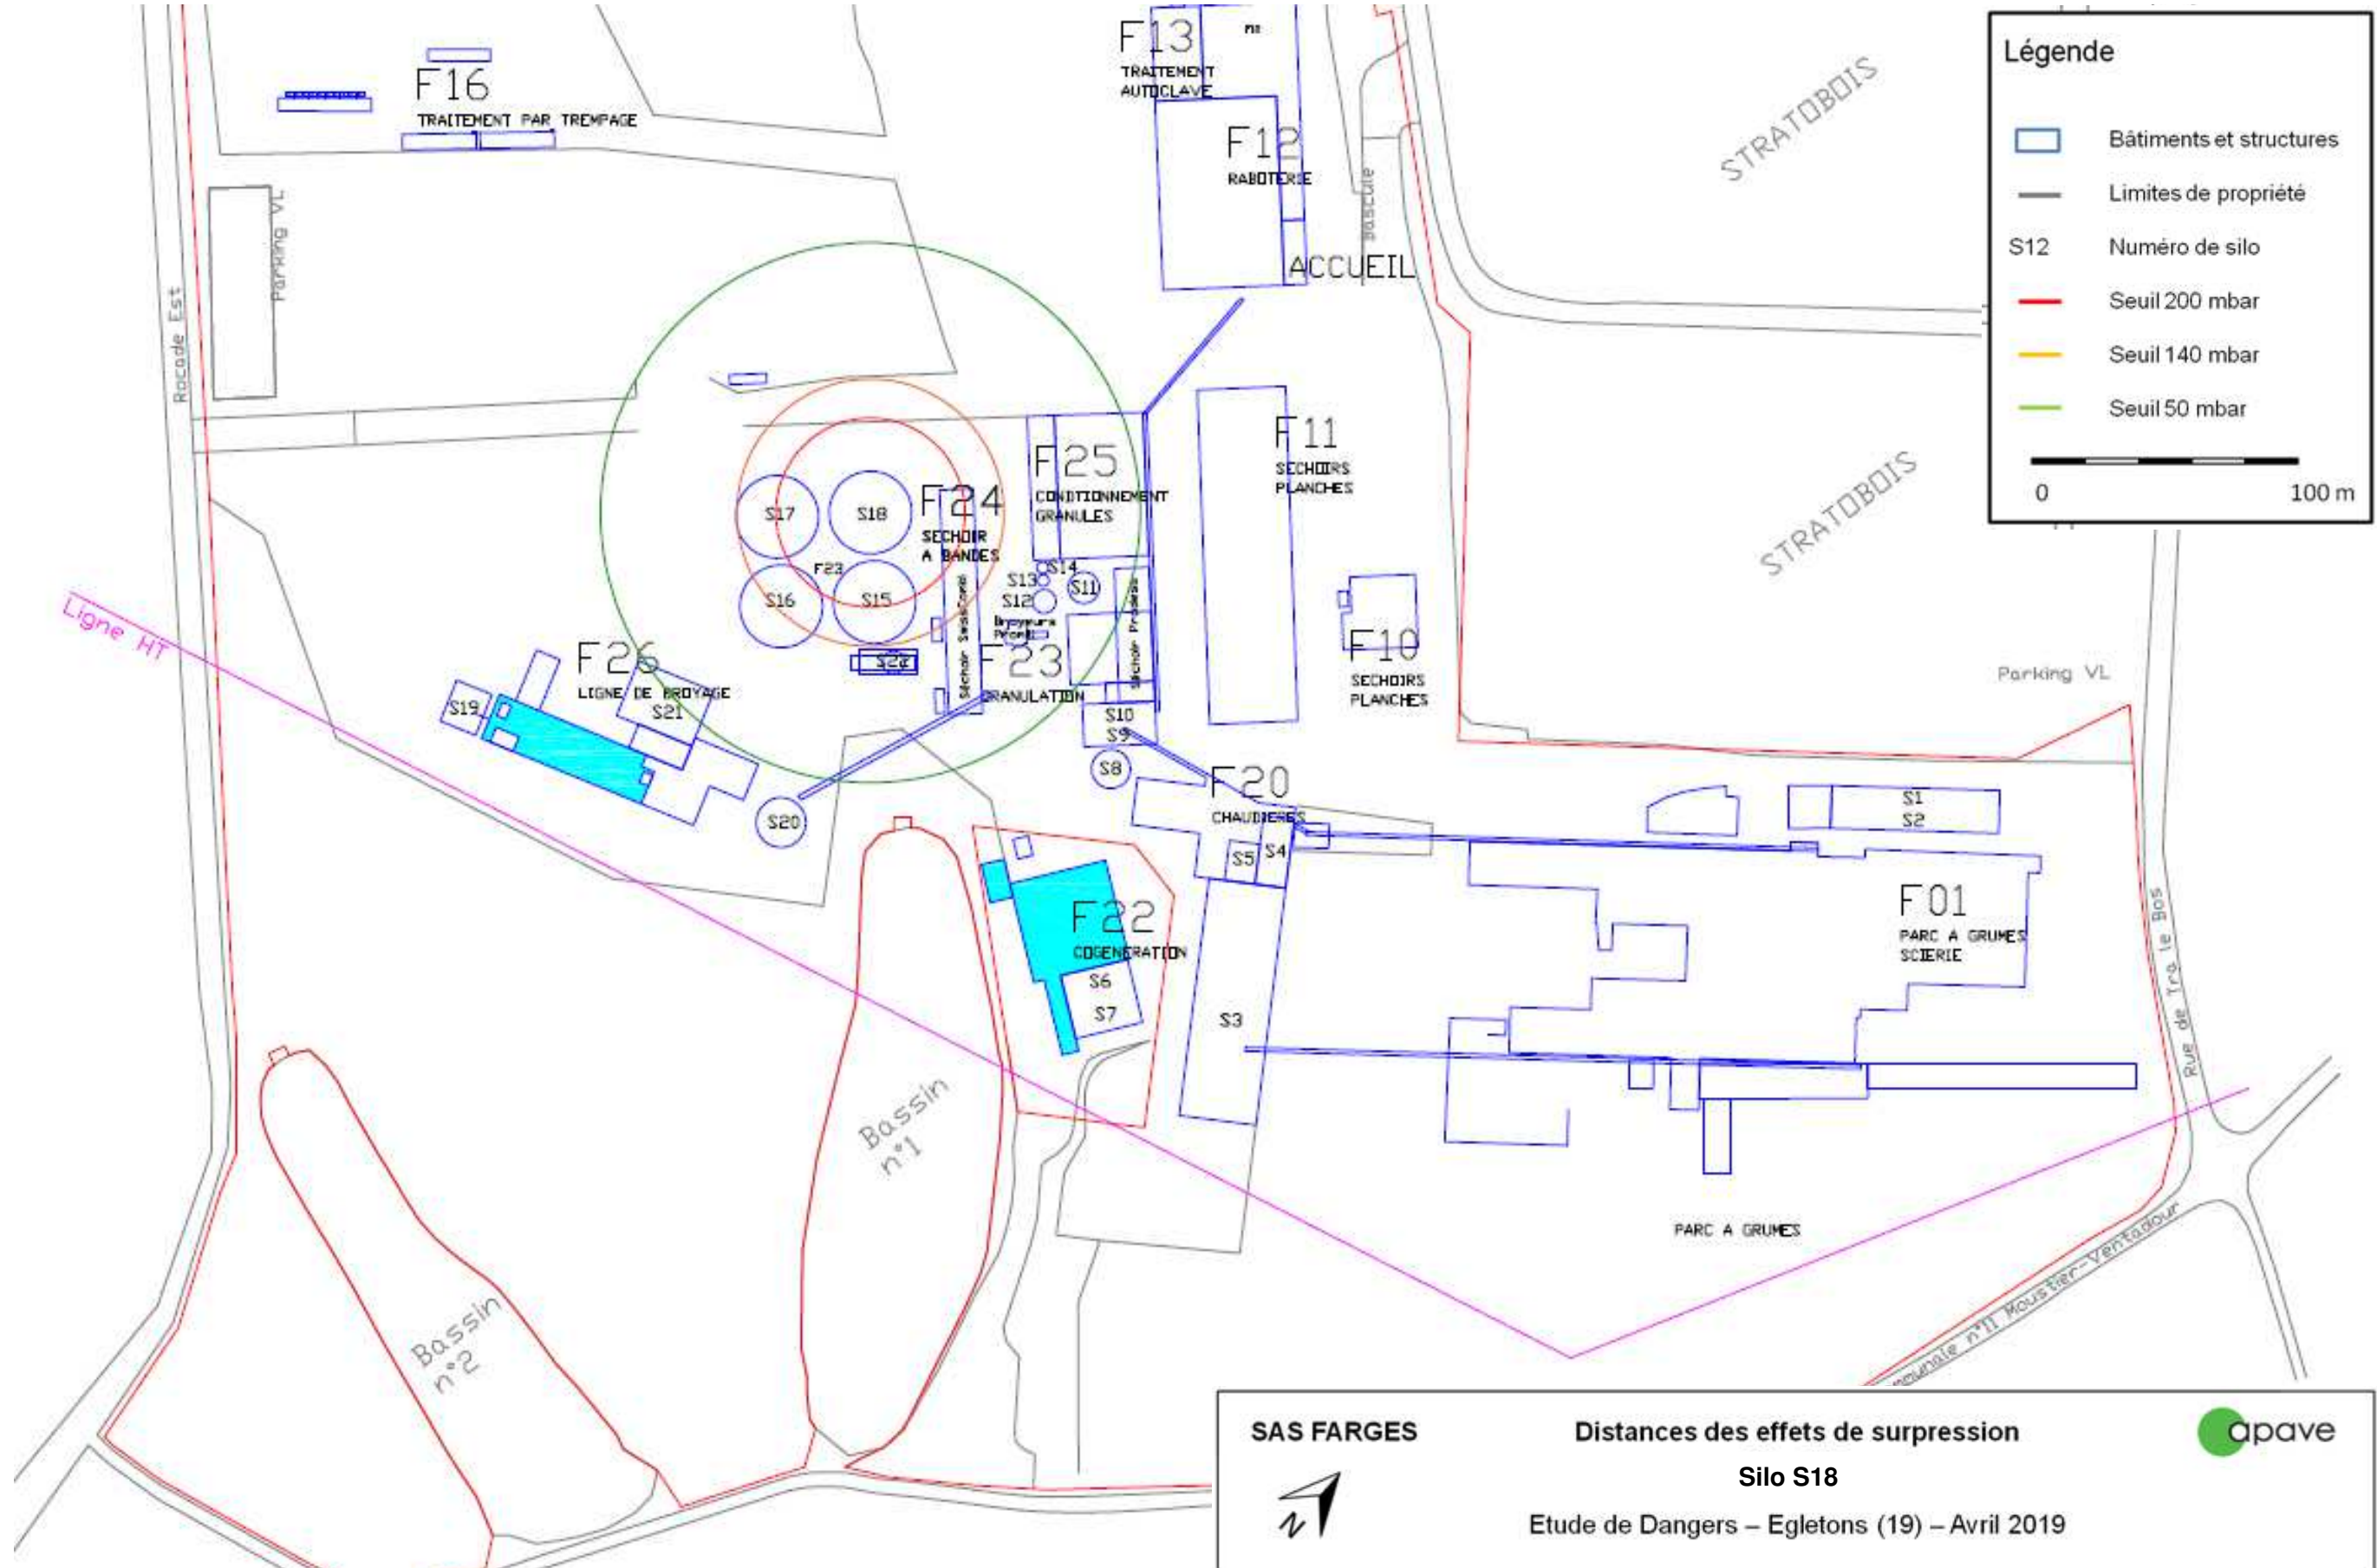 F16
TRAITEMENT PAR TREMPAGE
F13
TRAITEMENT
AUTOCLAVE
F12
RABOTERIE
Bascule
ACCUEIL
Parking VL
Rocade Est
STRATOBOIS
STRATOBOIS
Légende
Bâtiments et structures
Limites de propriété
S12 Numéro de silo
Seuil 200 mbar
Seuil 140 mbar
Seuil 50 mbar
0 100 m
F11
SECHOIRS
PLANCHES
F25
CONDITIONNEMENT
GRANULES
F24
SECHOIR
A BANDES
S17
S18
F23
S16
S15
S14
S13
S11
S12
Broyeurs
Séchoir
F10
SECHOIRS
PLANCHES
F23
GRANULATION
Ligne HT
F26
LIGNE DE BROYAGE
S19
S21
S20
S10
S9
S8
F20
CHAUDIERES
S5
S4
S3
F22
COGENERATION
S6
S7
Parking VL
S1
S2
F01
PARC A GRUMES
SCIERIE
Rue de Tra le Bos
Bassin
n°1
Bassin
n°2
PARC A GRUMES
n°11 Moustier-Ventadour
SAS FARGES
N
Distances des effets de surpression
Silo S18
Etude de Dangers – Egletons (19) – Avril 2019
apave